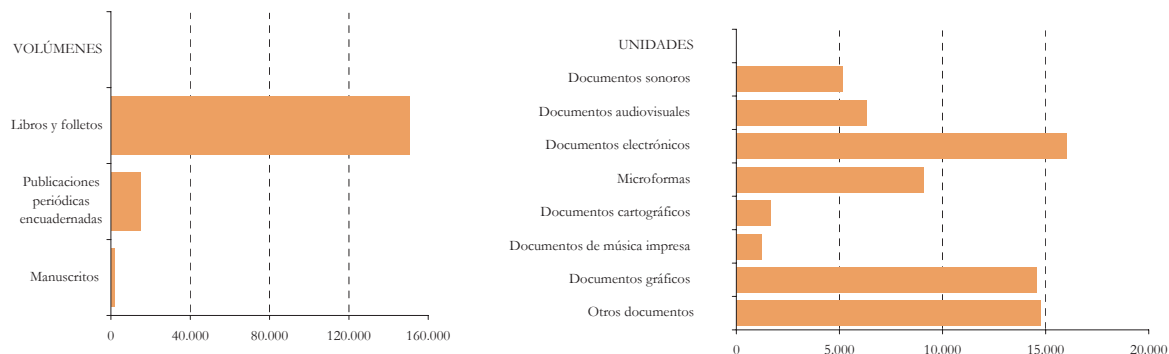 VOLÚMENES
Libros y folletos
Publicaciones
periódicas
encuadernadas
Manuscritos
0 40.000 80.000 120.000 160.000
UNIDADES
Documentos sonoros
Documentos audiovisuales
Documentos electrónicos
Microformas
Documentos cartográficos
Documentos de música impresa
Documentos gráficos
Otros documentos
0 5.000 10.000 15.000 20.000